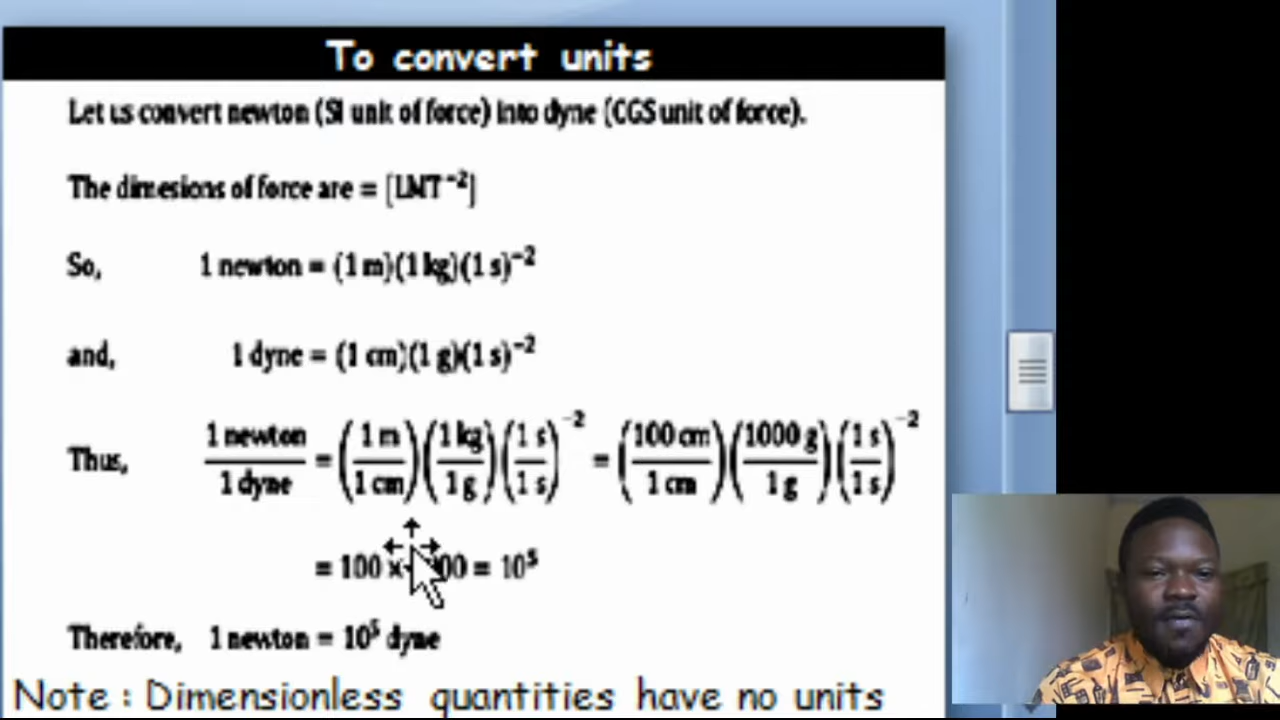 To convert units
Let us convert newton (SI unit of force) into dyne (CGS unit of force).
The dimesions of force are = [LMT⁻²]
So, 1 newton = (1 m)(1 kg)(1 s)⁻²
and, 1 dyne = (1 cm)(1 g)(1 s)⁻²
Thus, 1 newton / 1 dyne = (1 m / 1 cm)(1 kg / 1 g)(1 s / 1 s)⁻² = (100 cm / 1 cm)(1000 g / 1 g)(1 s / 1 s)⁻²
= 100 × 00 = 10⁵
Therefore, 1 newton = 10⁵ dyne
Note : Dimensionless quantities have no units